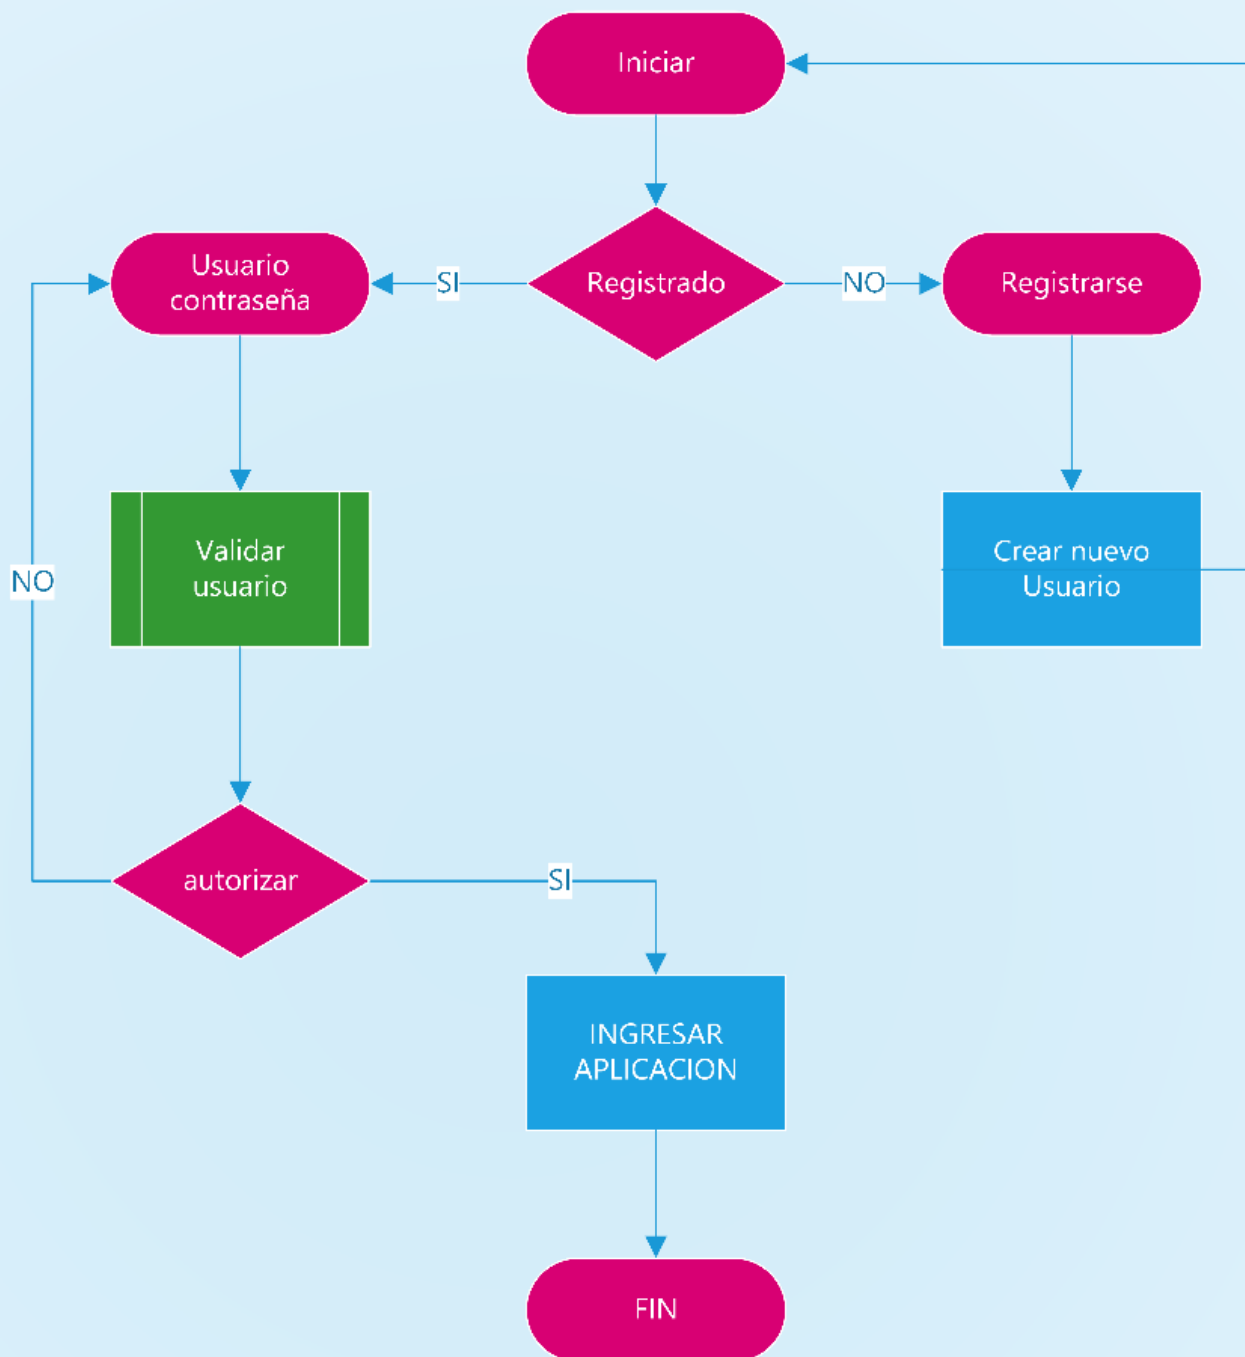 Iniciar
Usuario
contraseña
SI
Registrado
NO
Registrarse
Validar
usuario
NO
Crear nuevo
Usuario
autorizar
SI
INGRESAR
APLICACION
FIN